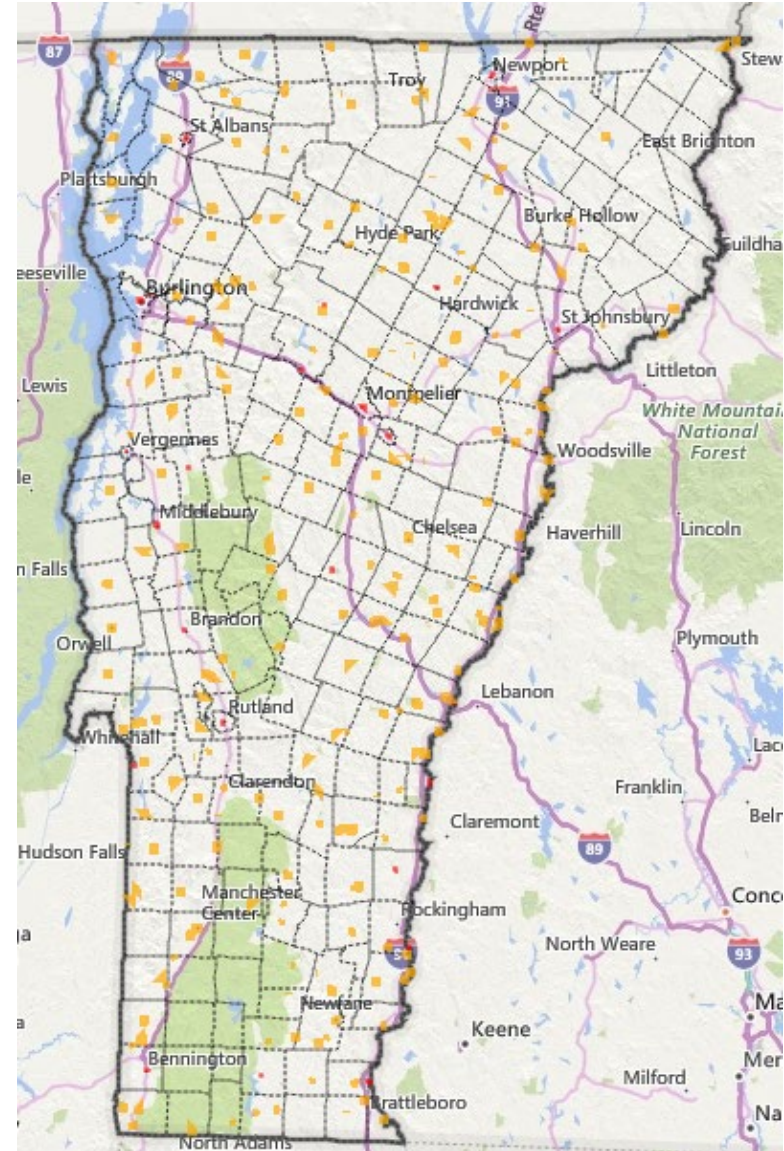 Rte
87
Newport
Stew
89
Troy
91
St Albans
East Brighton
Plattsburgh
Burke Hollow
Hyde Park
Guildha
eeseville
Burlington
Hardwick
St Johnsbury
Littleton
Lewis
Montpelier
White Mountai
National
Forest
Vergennes
Woodsville
le
Middlebury
Chelsea
Haverhill
Lincoln
n Falls
Brandon
Orwell
Plymouth
Lebanon
Rutland
Whitehall
Lac
Clarendon
Franklin
Beln
Claremont
89
Hudson Falls
Manchester
Center
Rockingham
Conc
North Weare
93
Newfane
Ma
Keene
Bennington
Milford
Mer
Brattleboro
Na
North Adams